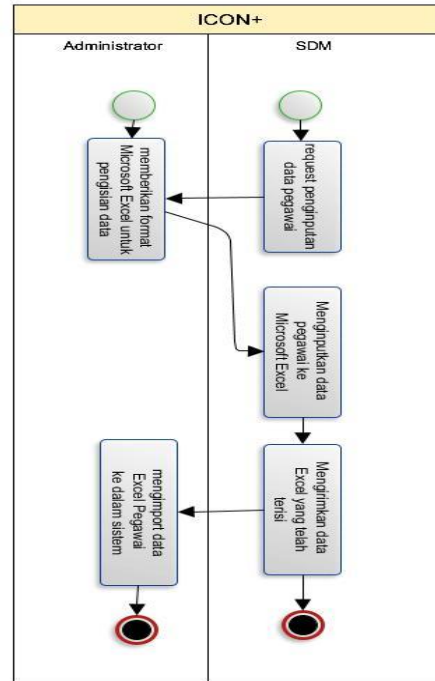 ICON+
Administrator
SDM
request penginputan
data pegawai
memberikan format
Microsoft Excel untuk
pengisian data
Menginputkan data
pegawai ke
Microsoft Excel
Mengirimkan data
Excel yang telah
terisi
mengimport data
Excel Pegawai
ke dalam sistem